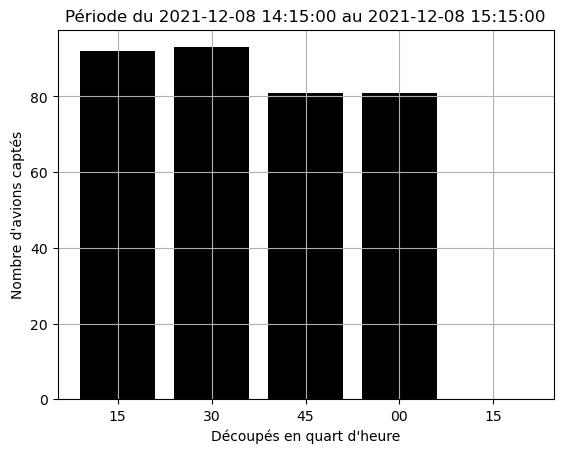 Période du 2021-12-08 14:15:00 au 2021-12-08 15:15:00
Nombre d'avions captés
80
60
40
20
0
15 30 45 00 15
Découpés en quart d'heure